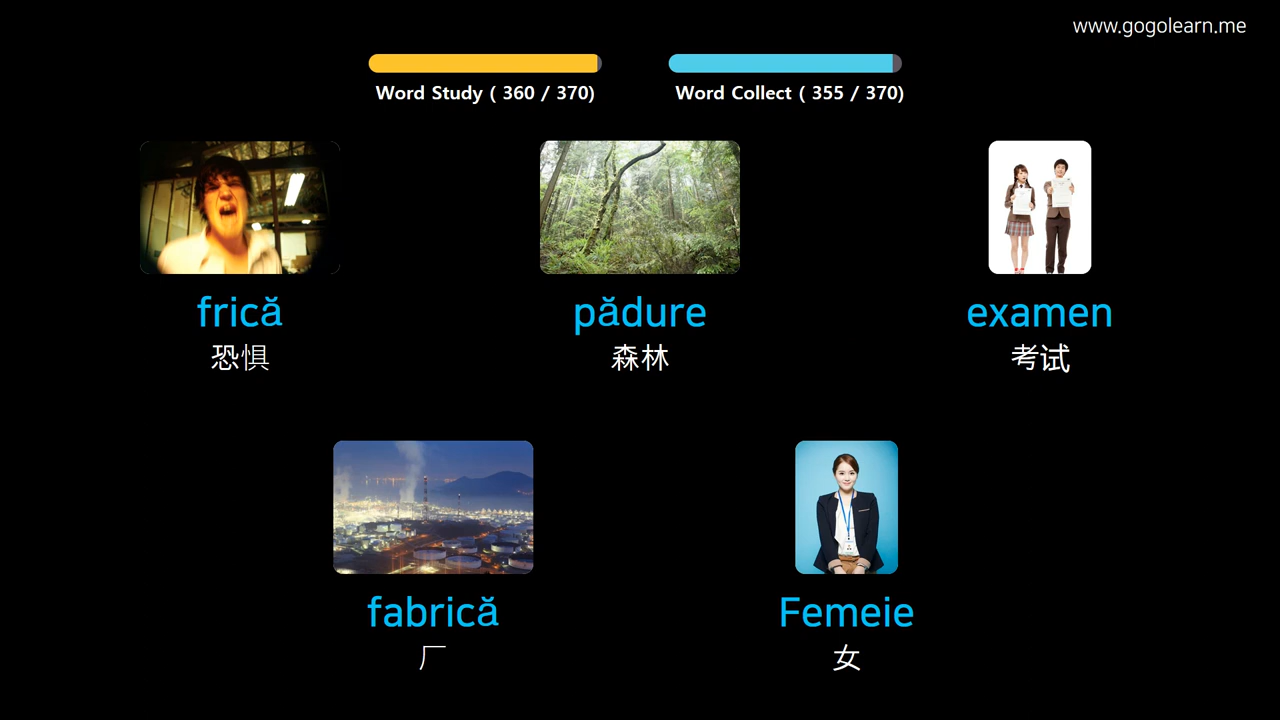 www.gogolearn.me
Word Study ( 360 / 370)
Word Collect ( 355 / 370)
frică
恐惧
pădure
森林
examen
考试
fabrică
厂
Femeie
女